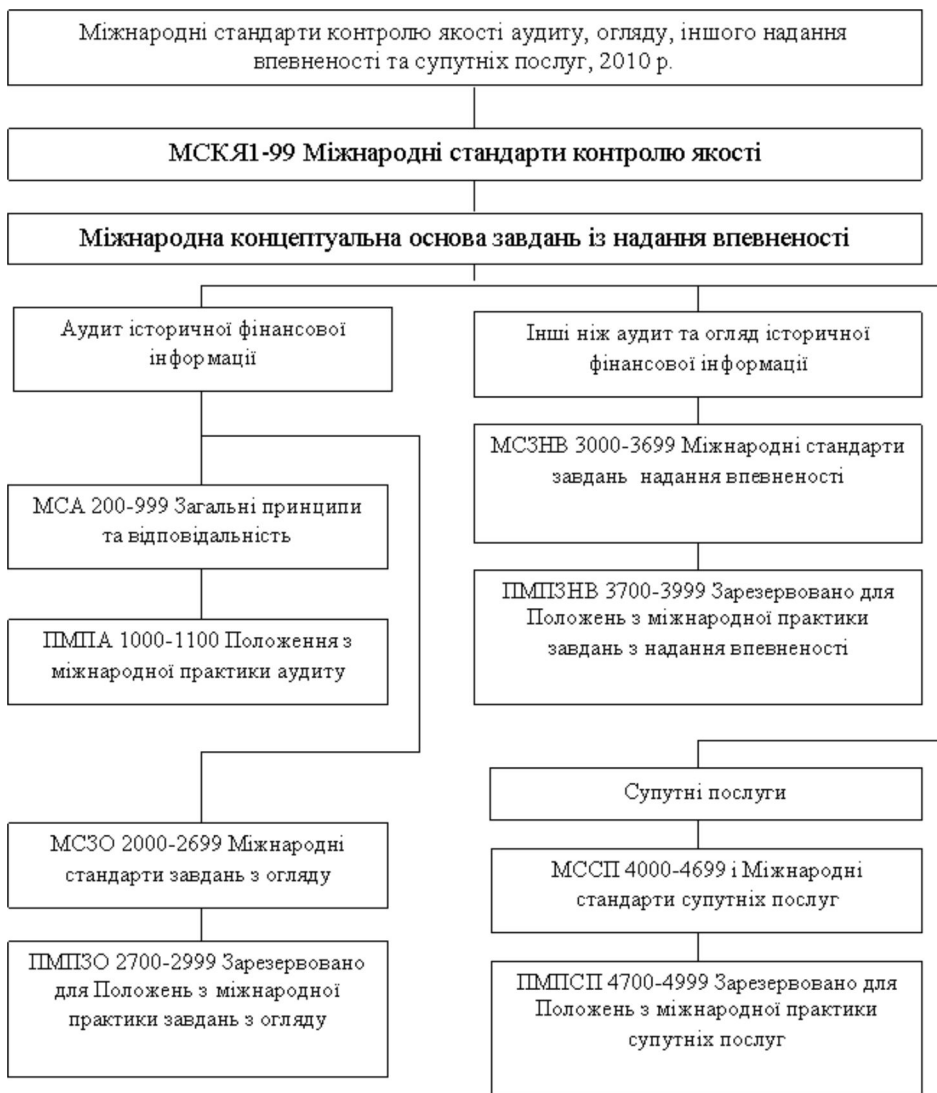 Міжнародні стандарти контролю якості аудиту, огляду, іншого надання
впевненості та супутніх послуг, 2010 р.
МСКЯ1-99 Міжнародні стандарти контролю якості
Міжнародна концептуальна основа завдань із надання впевненості
Аудит історичної фінансової
інформації
МСА 200-999 Загальні принципи
та відповідальність
ПМПА 1000-1100 Положення з
міжнародної практики аудиту
МСЗО 2000-2699 Міжнародні
стандарти завдань з огляду
ПМПЗО 2700-2999 Зарезервовано
для Положень з міжнародної
практики завдань з огляду
Інші ніж аудит та огляд історичної
фінансової інформації
МСЗНВ 3000-3699 Міжнародні стандарти
завдань надання впевненості
ПМПЗНВ 3700-3999 Зарезервовано для
Положень з міжнародної практики
завдань з надання впевненості
Супутні послуги
МССП 4000-4699 і Міжнародні
стандарти супутніх послуг
ПМПСП 4700-4999 Зарезервовано для
Положень з міжнародної практики
супутніх послуг